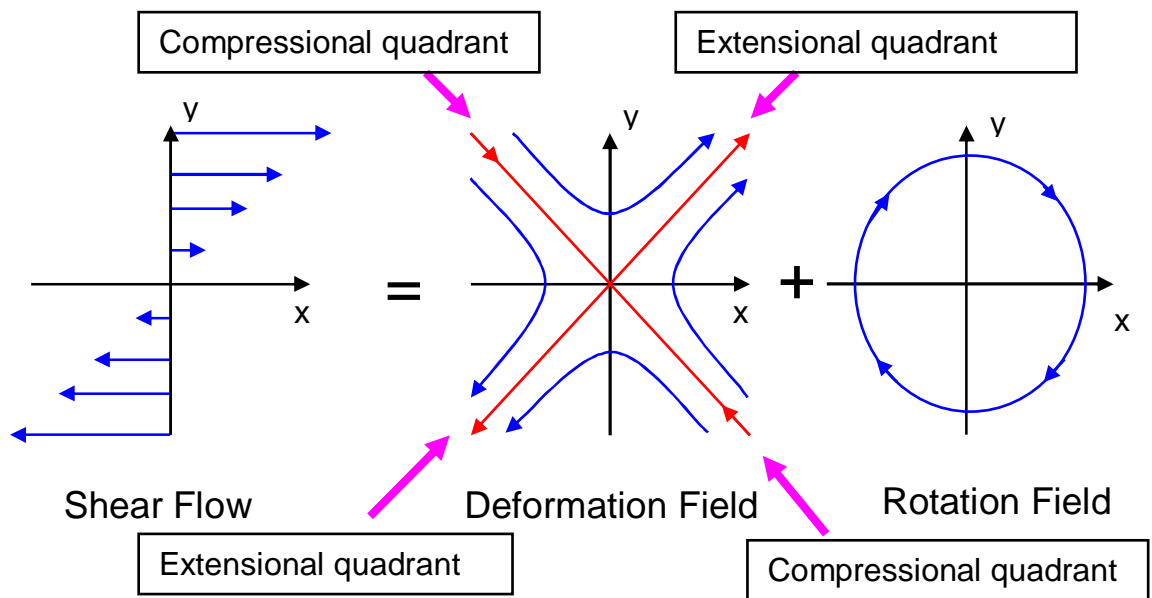 Compressional quadrant
Extensional quadrant
y
y
y
x
=
x
+
x
Shear Flow
Deformation Field
Rotation Field
Extensional quadrant
Compressional quadrant